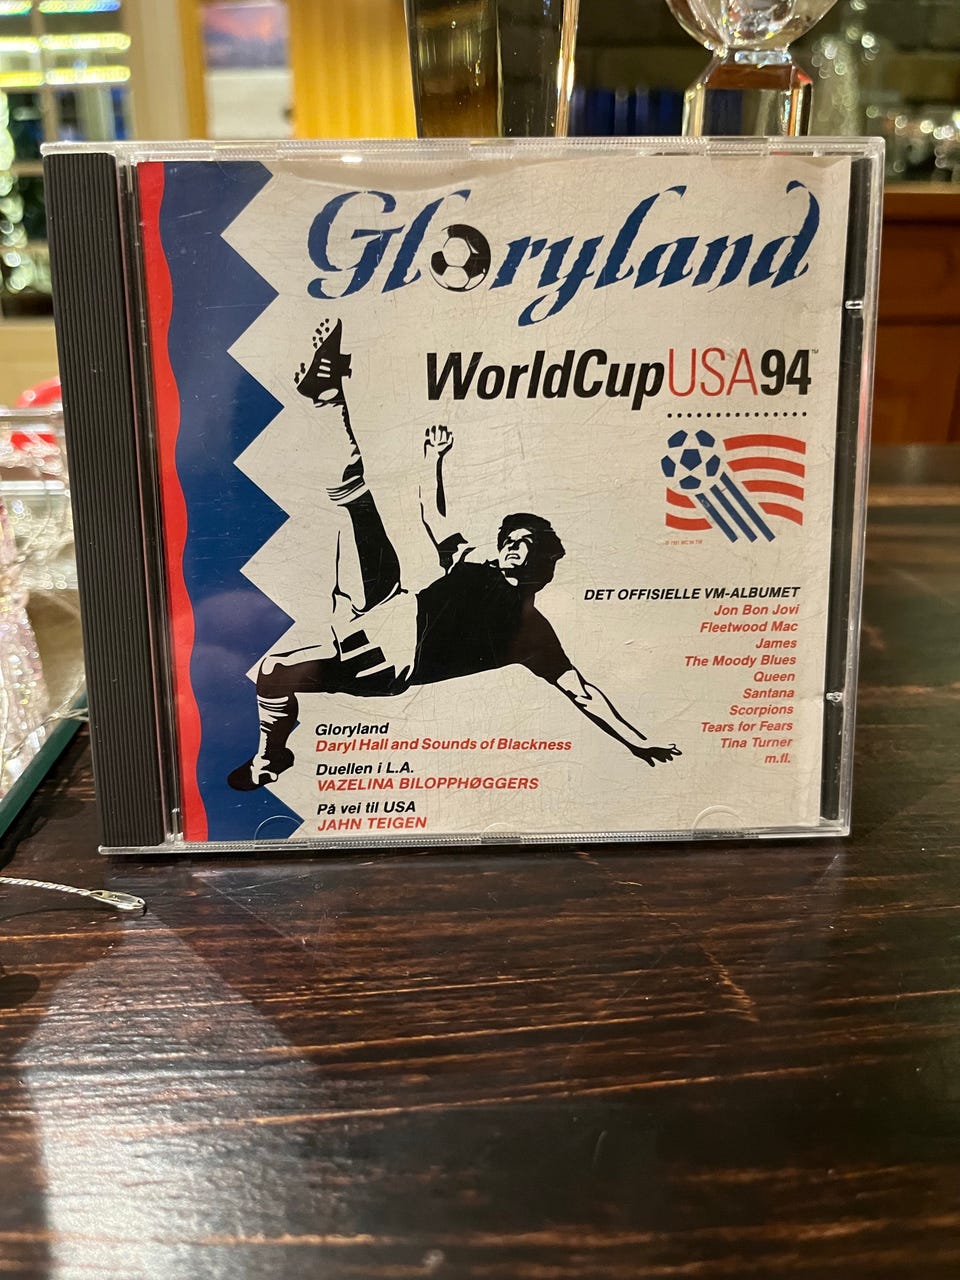 Gloryland
WorldCupUSA94™
DET OFFISIELLE VM-ALBUMET
Jon Bon Jovi
Fleetwood Mac
James
The Moody Blues
Queen
Santana
Scorpions
Tears for Fears
Tina Turner
m.fl.
Gloryland
Daryl Hall and Sounds of Blackness
Duellen i L.A.
VAZELINA BILOPPHØGGERS
På vei til USA
JAHN TEIGEN